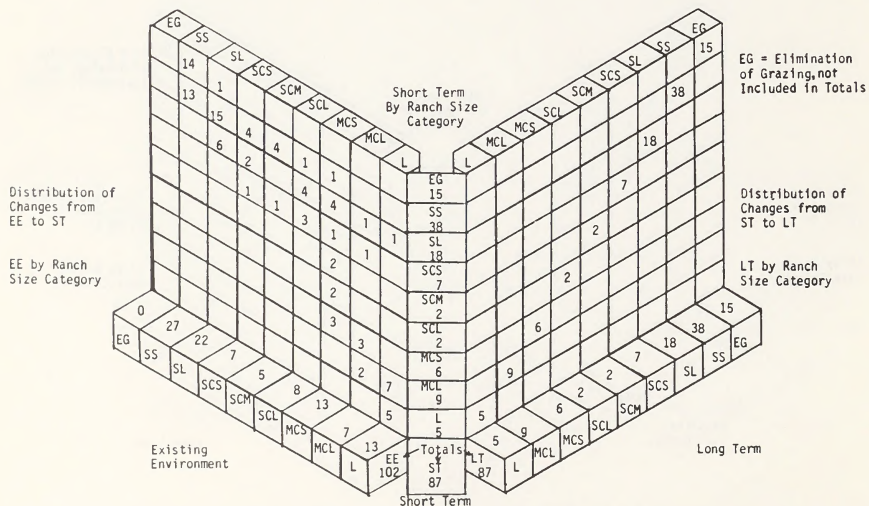 EG
SS
SL
SCS
SCM
SCL
MCS
MCL
L
Short Term
By Ranch Size
Category
L
MCL
MCS
SCL
SCM
SCS
SL
SS
EG
15
38
18
7
2
2
6
9
5
EG = Elimination
of Grazing,not
Included in Totals
14
13
1
15
6
4
2
1
4
1
1
4
3
1
4
1
2
2
3
1
1
3
2
1
7
5
EG
15
SS
38
SL
18
SCS
7
SCM
2
SCL
2
MCS
6
MCL
9
L
5
Distribution of
Changes from
EE to ST
EE by Ranch
Size Category
Distribution of
Changes from
ST to LT
LT by Ranch
Size Category
0
27
22
7
5
8
13
7
13
EG
SS
SL
SCS
SCM
SCL
MCS
MCL
L
5
9
6
2
2
7
18
38
15
L
MCL
MCS
SCL
SCM
SCS
SL
SS
EG
Existing
Environment
Long Term
Totals
EE
102
ST
87
LT
87
Short Term